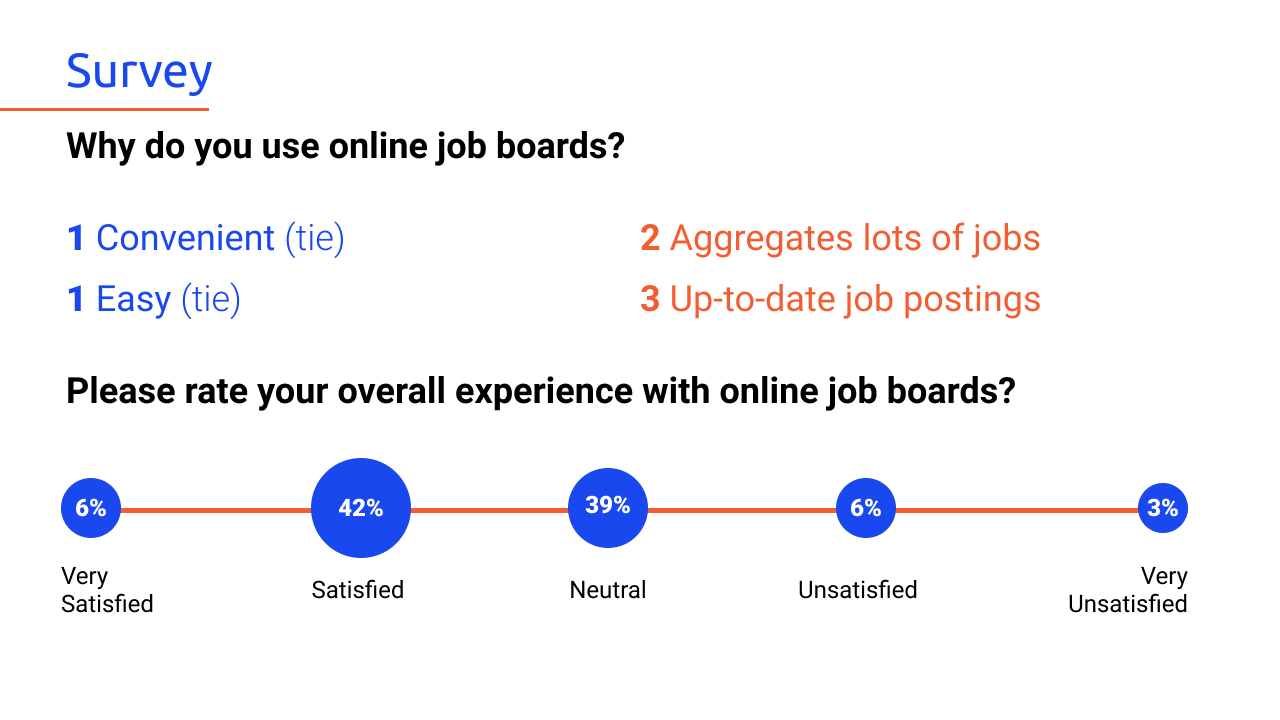 Survey
Why do you use online job boards?
1 Convenient (tie)
1 Easy (tie)
2 Aggregates lots of jobs
3 Up-to-date job postings
Please rate your overall experience with online job boards?
6%
42%
39%
6%
3%
Very
Satisfied
Satisfied
Neutral
Unsatisfied
Very
Unsatisfied